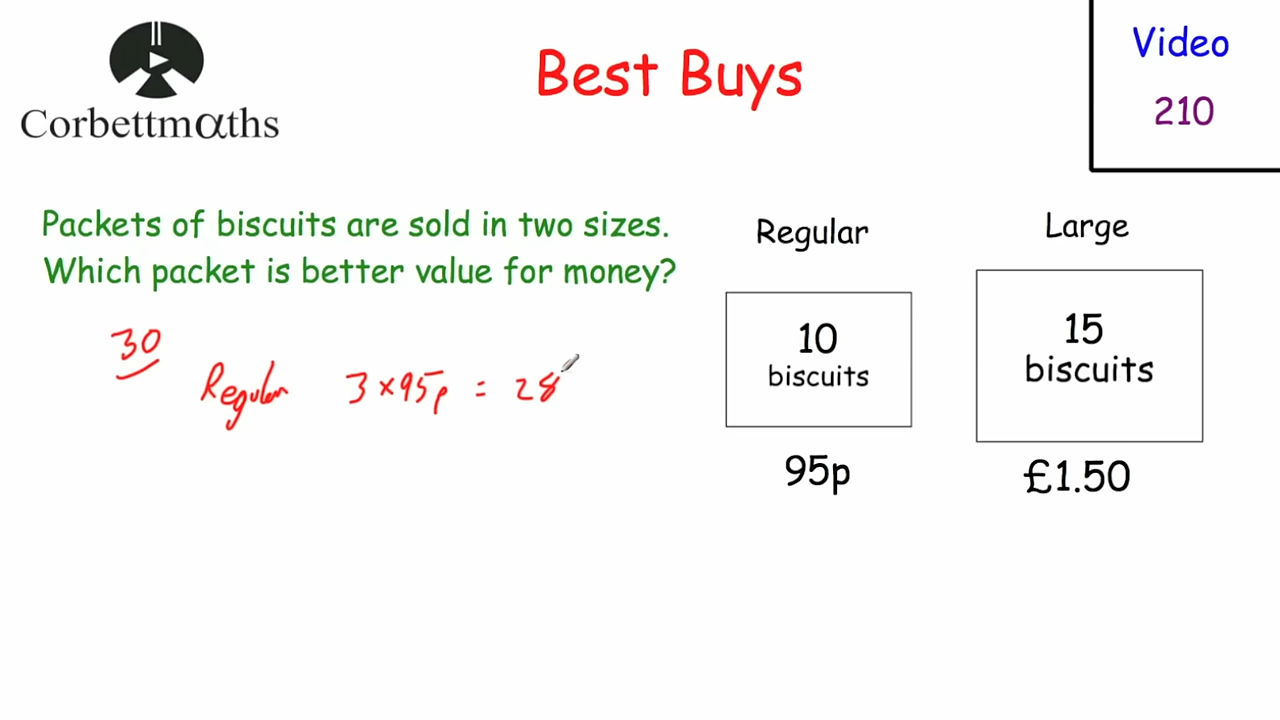 Corbettmαths
Best Buys
Video
210
Packets of biscuits are sold in two sizes.
Which packet is better value for money?
30
Regular 3 × 95p = 28
Regular
10
biscuits
95p
Large
15
biscuits
£1.50